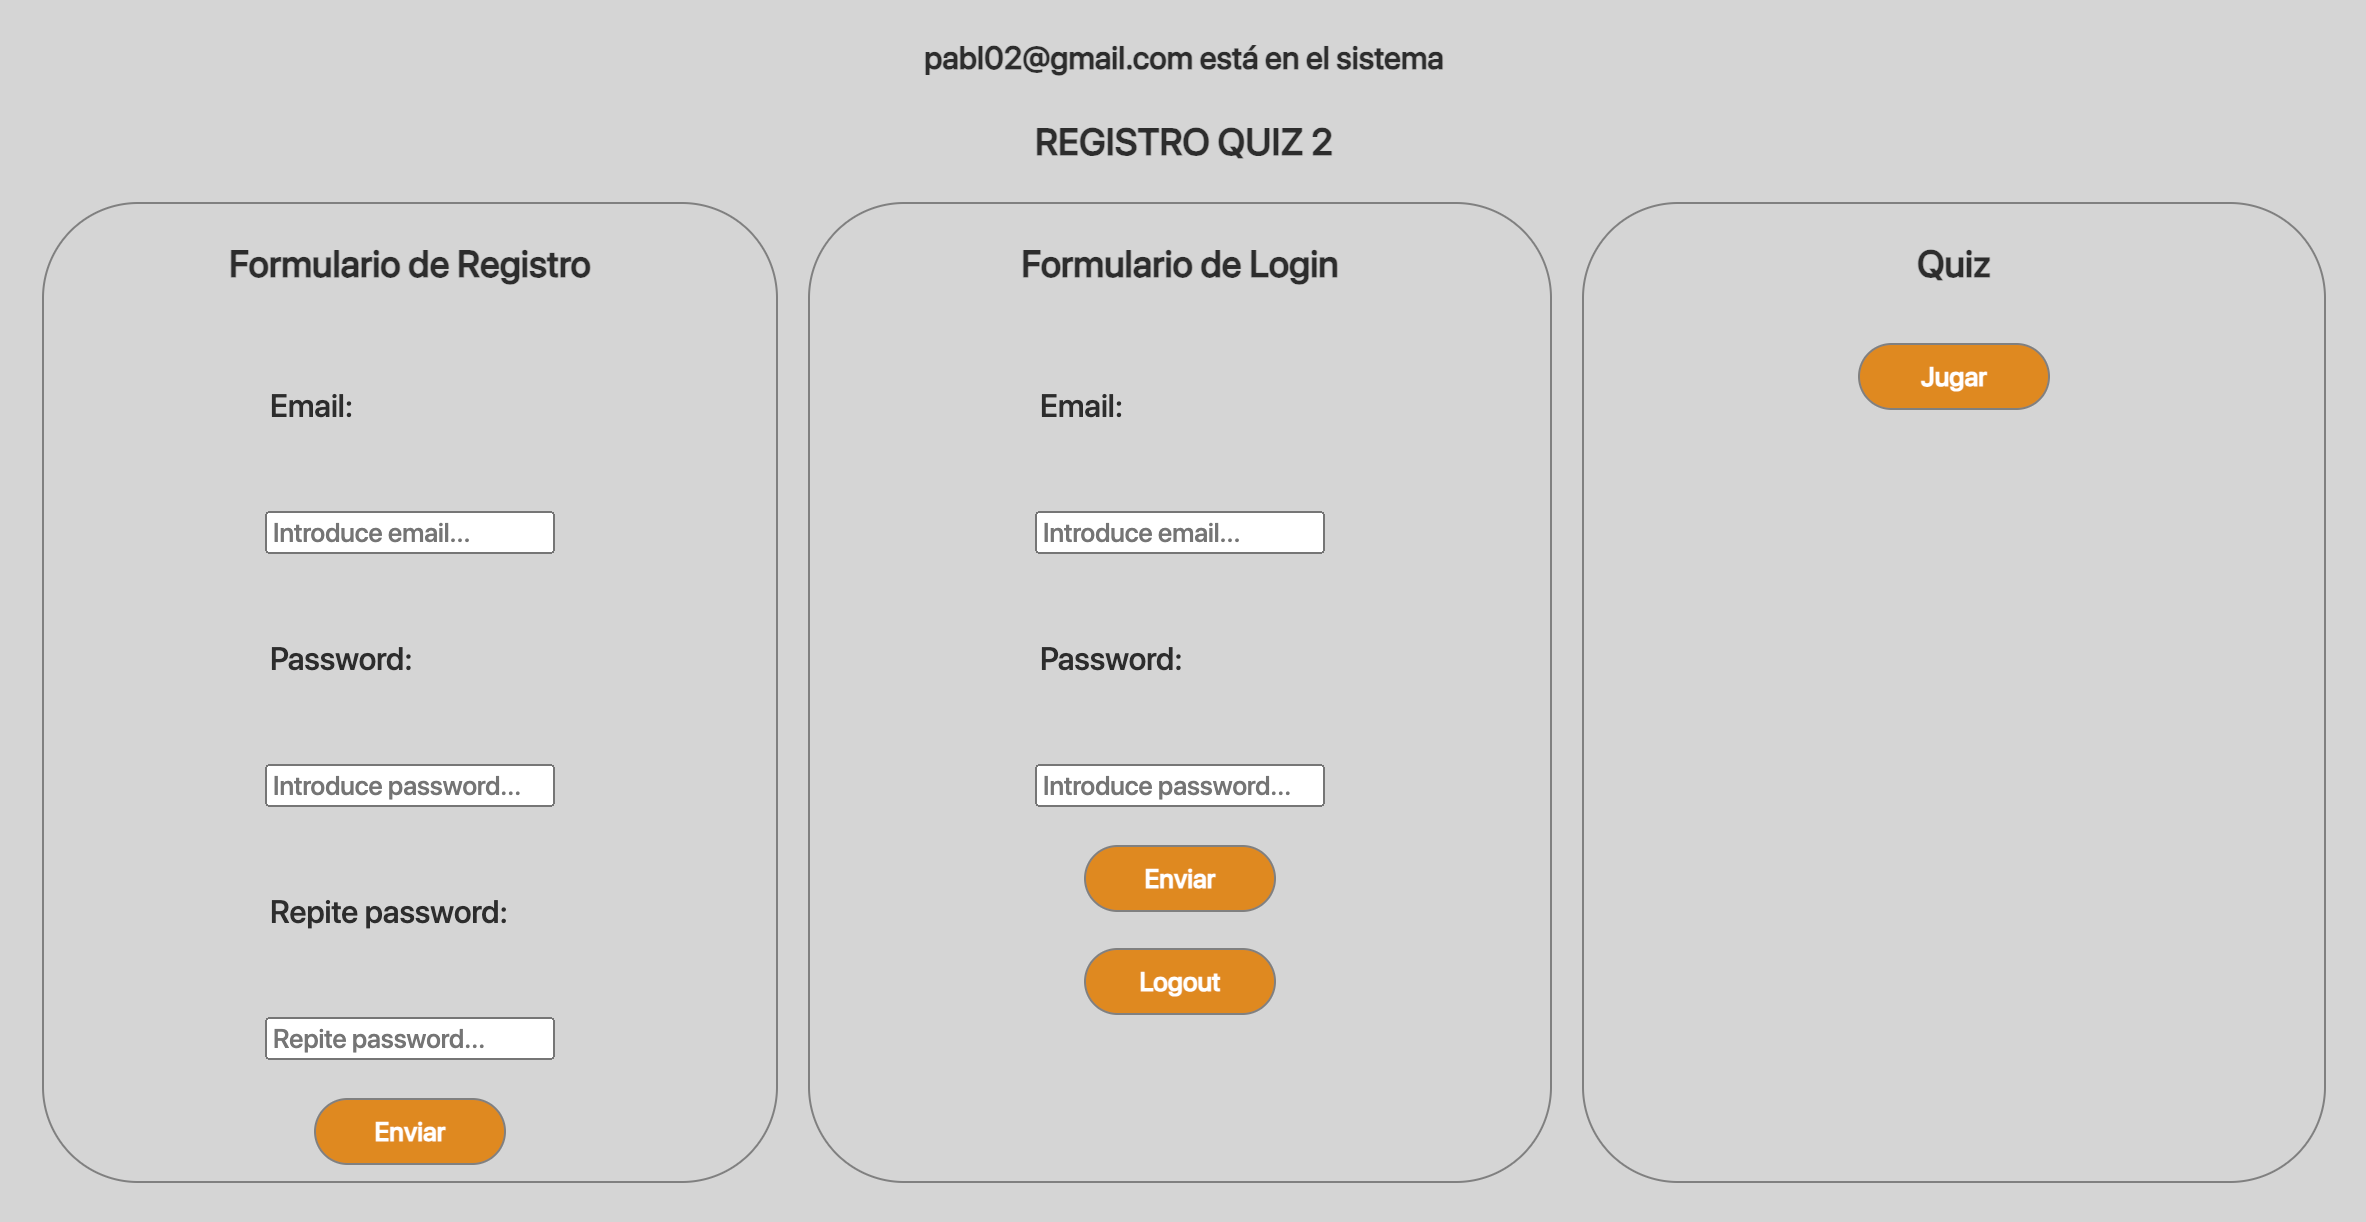 pabl02@gmail.com está en el sistema
REGISTRO QUIZ 2
Formulario de Registro
Email:
Introduce email...
Password:
Introduce password...
Repite password:
Repite password...
Enviar
Formulario de Login
Email:
Introduce email...
Password:
Introduce password...
Enviar
Logout
Quiz
Jugar